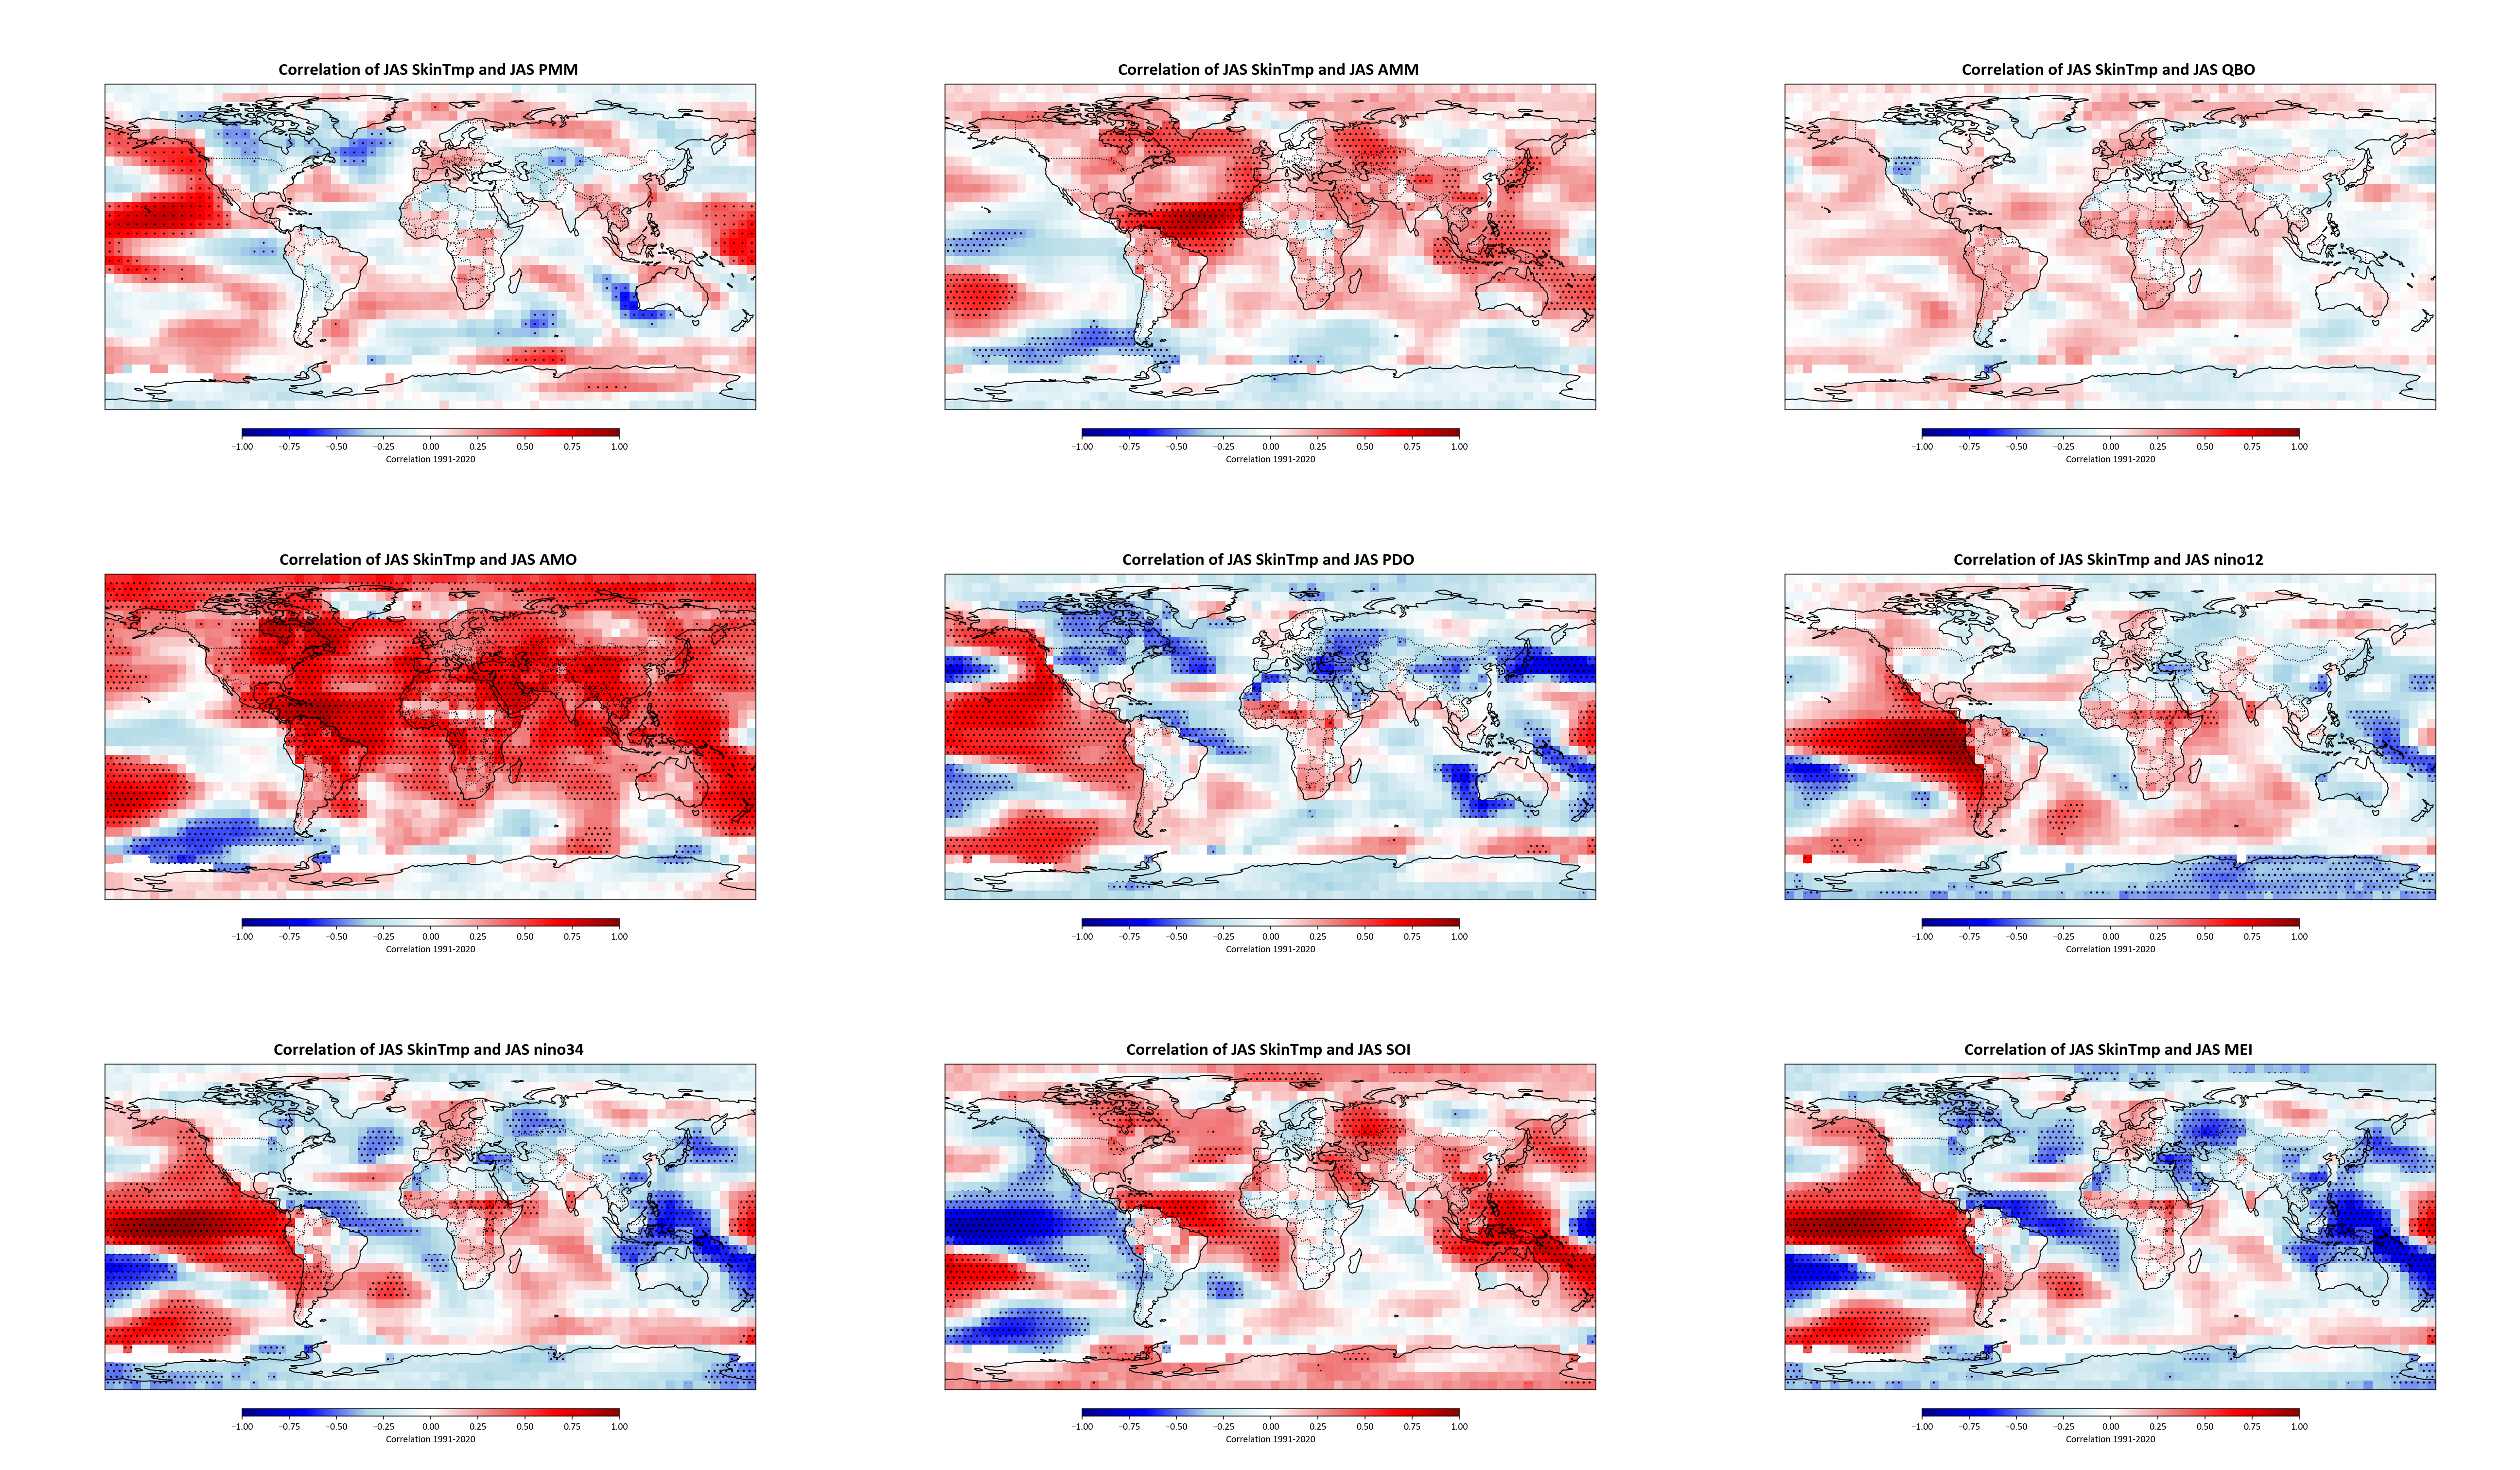 Correlation of JAS SkinTmp and JAS PMM
Correlation of JAS SkinTmp and JAS AMM
Correlation of JAS SkinTmp and JAS QBO
−1.00 −0.75 −0.50 −0.25 0.00 0.25 0.50 0.75 1.00
Correlation 1991-2020
−1.00 −0.75 −0.50 −0.25 0.00 0.25 0.50 0.75 1.00
Correlation 1991-2020
−1.00 −0.75 −0.50 −0.25 0.00 0.25 0.50 0.75 1.00
Correlation 1991-2020
Correlation of JAS SkinTmp and JAS AMO
Correlation of JAS SkinTmp and JAS PDO
Correlation of JAS SkinTmp and JAS nino12
−1.00 −0.75 −0.50 −0.25 0.00 0.25 0.50 0.75 1.00
Correlation 1991-2020
−1.00 −0.75 −0.50 −0.25 0.00 0.25 0.50 0.75 1.00
Correlation 1991-2020
−1.00 −0.75 −0.50 −0.25 0.00 0.25 0.50 0.75 1.00
Correlation 1991-2020
Correlation of JAS SkinTmp and JAS nino34
Correlation of JAS SkinTmp and JAS SOI
Correlation of JAS SkinTmp and JAS MEI
−1.00 −0.75 −0.50 −0.25 0.00 0.25 0.50 0.75 1.00
Correlation 1991-2020
−1.00 −0.75 −0.50 −0.25 0.00 0.25 0.50 0.75 1.00
Correlation 1991-2020
−1.00 −0.75 −0.50 −0.25 0.00 0.25 0.50 0.75 1.00
Correlation 1991-2020